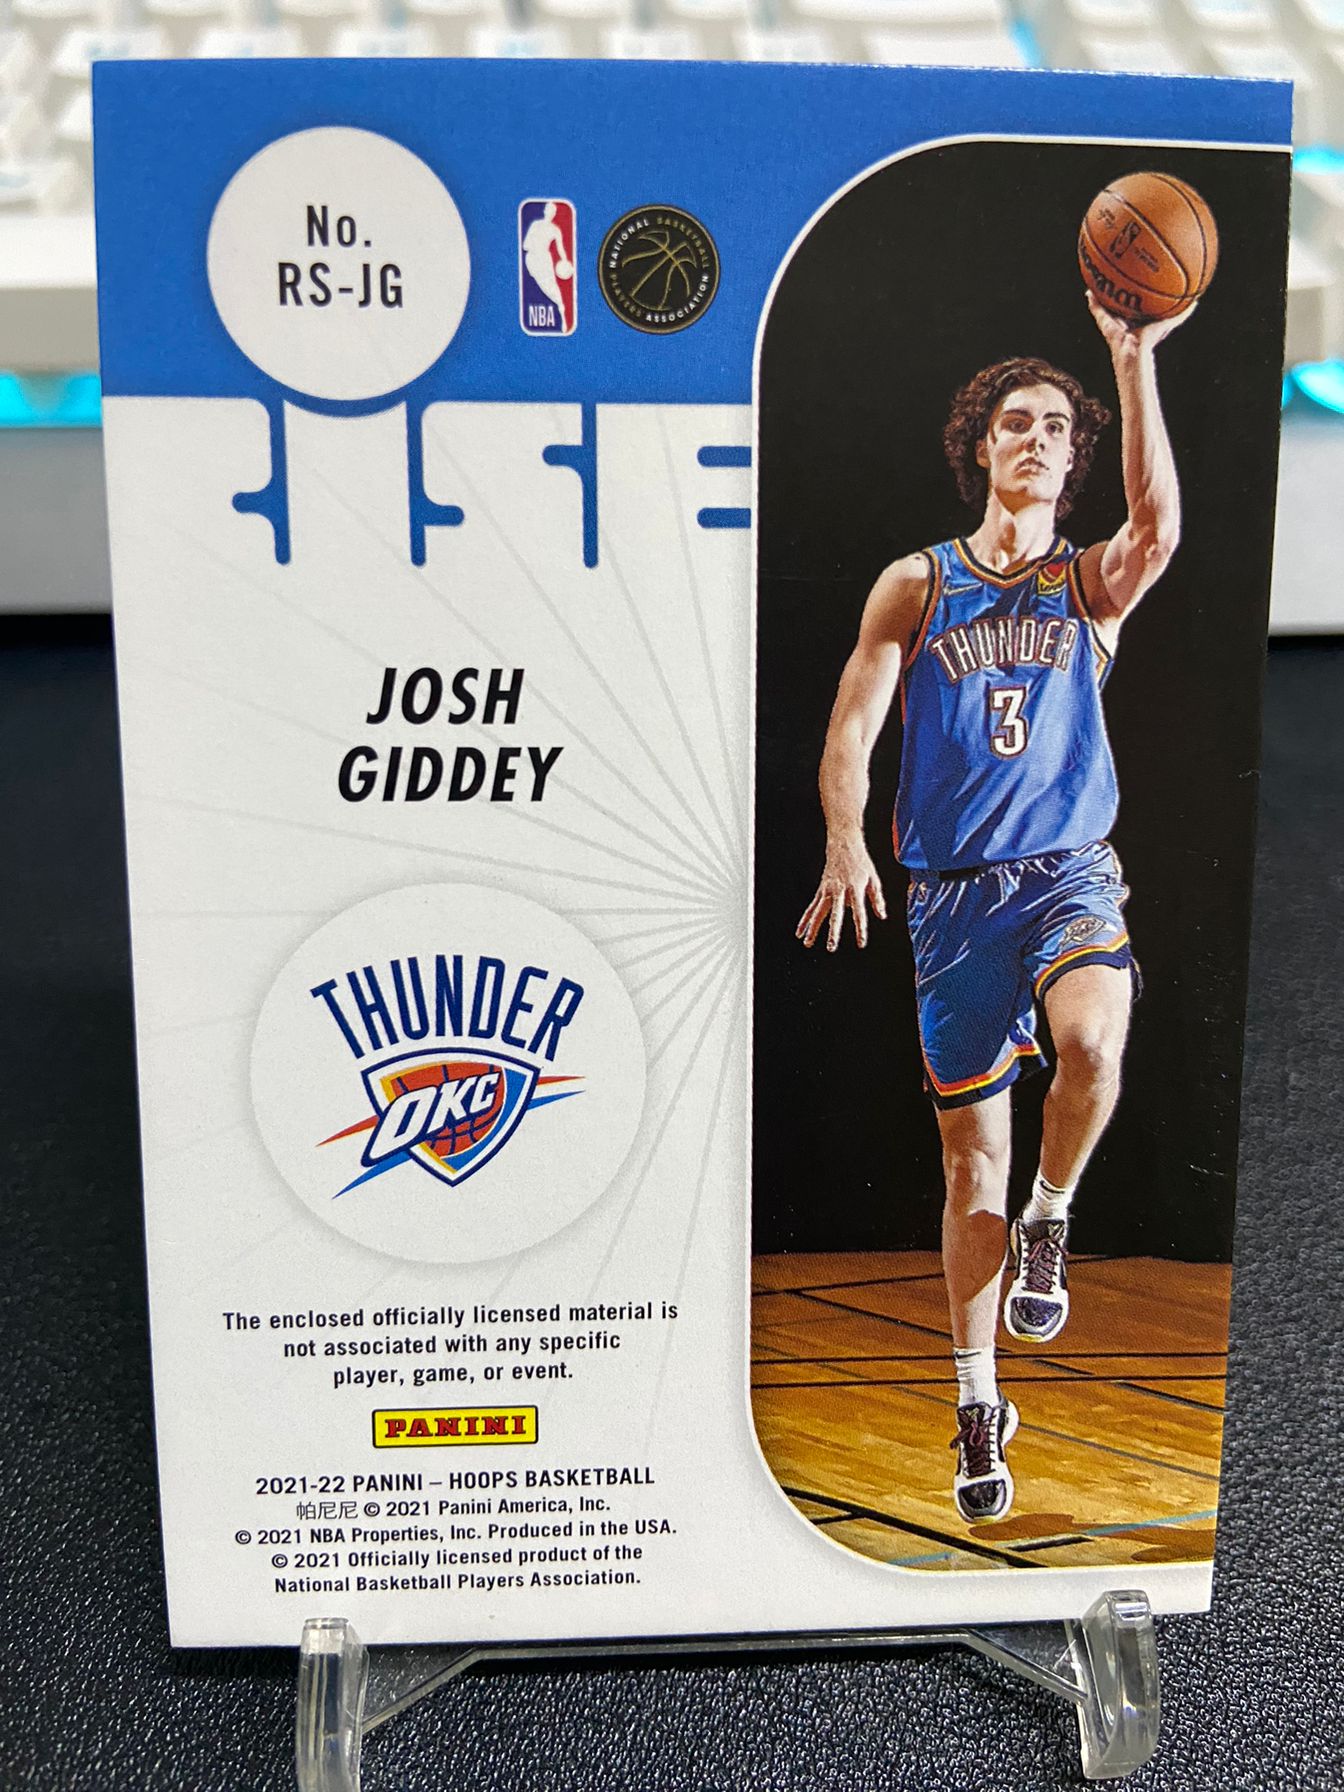 No.
RS-JG
NBA
NATIONAL BASKETBALL
PLAYERS ASSOCIATION
RISE
JOSH
GIDDEY
THUNDER
OKC
THUNDER
3
The enclosed officially licensed material is
not associated with any specific
player, game, or event.
PANINI
2021-22 PANINI – HOOPS BASKETBALL
帕尼尼 © 2021 Panini America, Inc.
© 2021 NBA Properties, Inc. Produced in the USA.
© 2021 Officially licensed product of the
National Basketball Players Association.